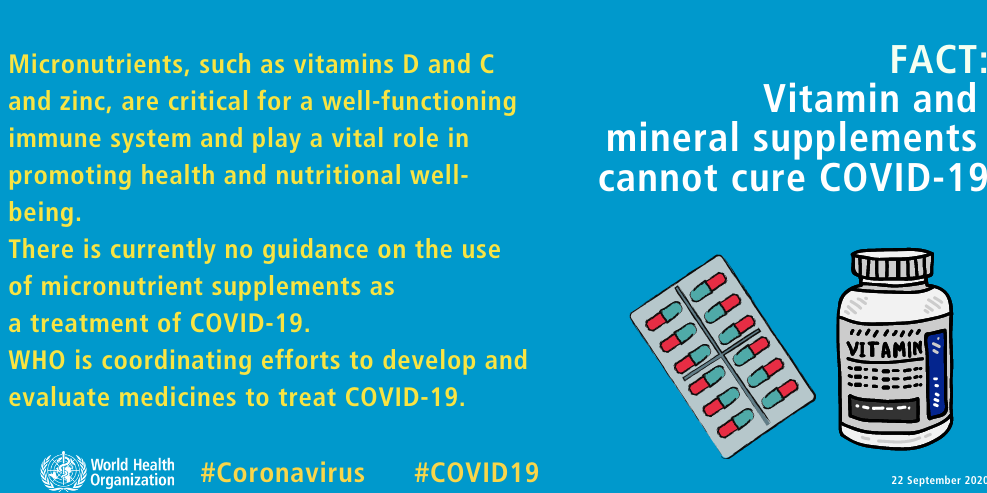 Micronutrients, such as vitamins D and C
and zinc, are critical for a well-functioning
immune system and play a vital role in
promoting health and nutritional well-
being.
There is currently no guidance on the use
of micronutrient supplements as
a treatment of COVID-19.
WHO is coordinating efforts to develop and
evaluate medicines to treat COVID-19.
FACT:
Vitamin and
mineral supplements
cannot cure COVID-19
VITAMIN
World Health
Organization
#Coronavirus #COVID19
22 September 2020